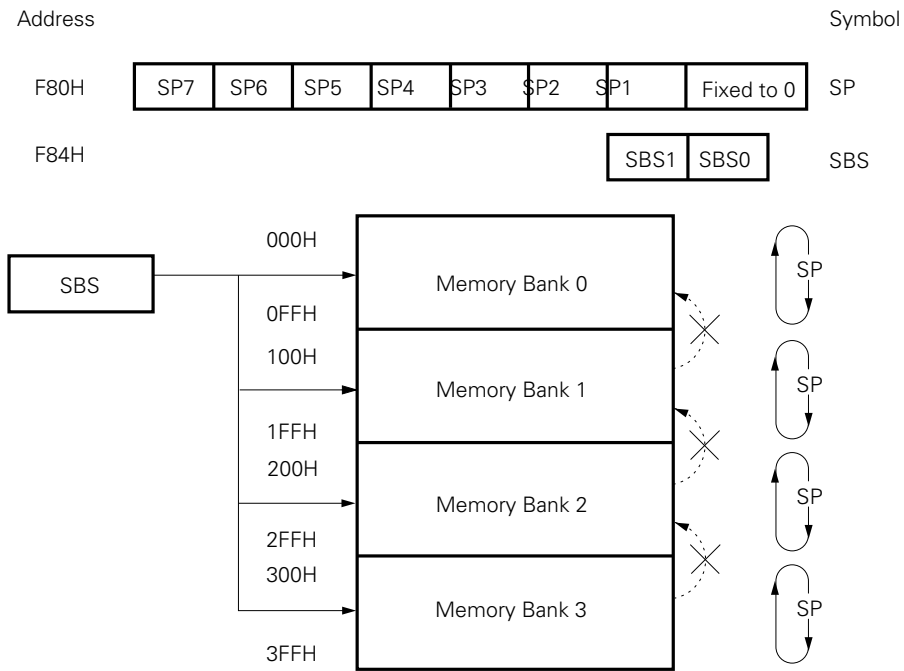 Address Symbol
F80H SP7 SP6 SP5 SP4 SP3 SP2 SP1 Fixed to 0 SP
F84H SBS1 SBS0 SBS
000H
SBS Memory Bank 0 SP
0FFH
100H
Memory Bank 1 SP
1FFH
200H
Memory Bank 2 SP
2FFH
300H
Memory Bank 3 SP
3FFH